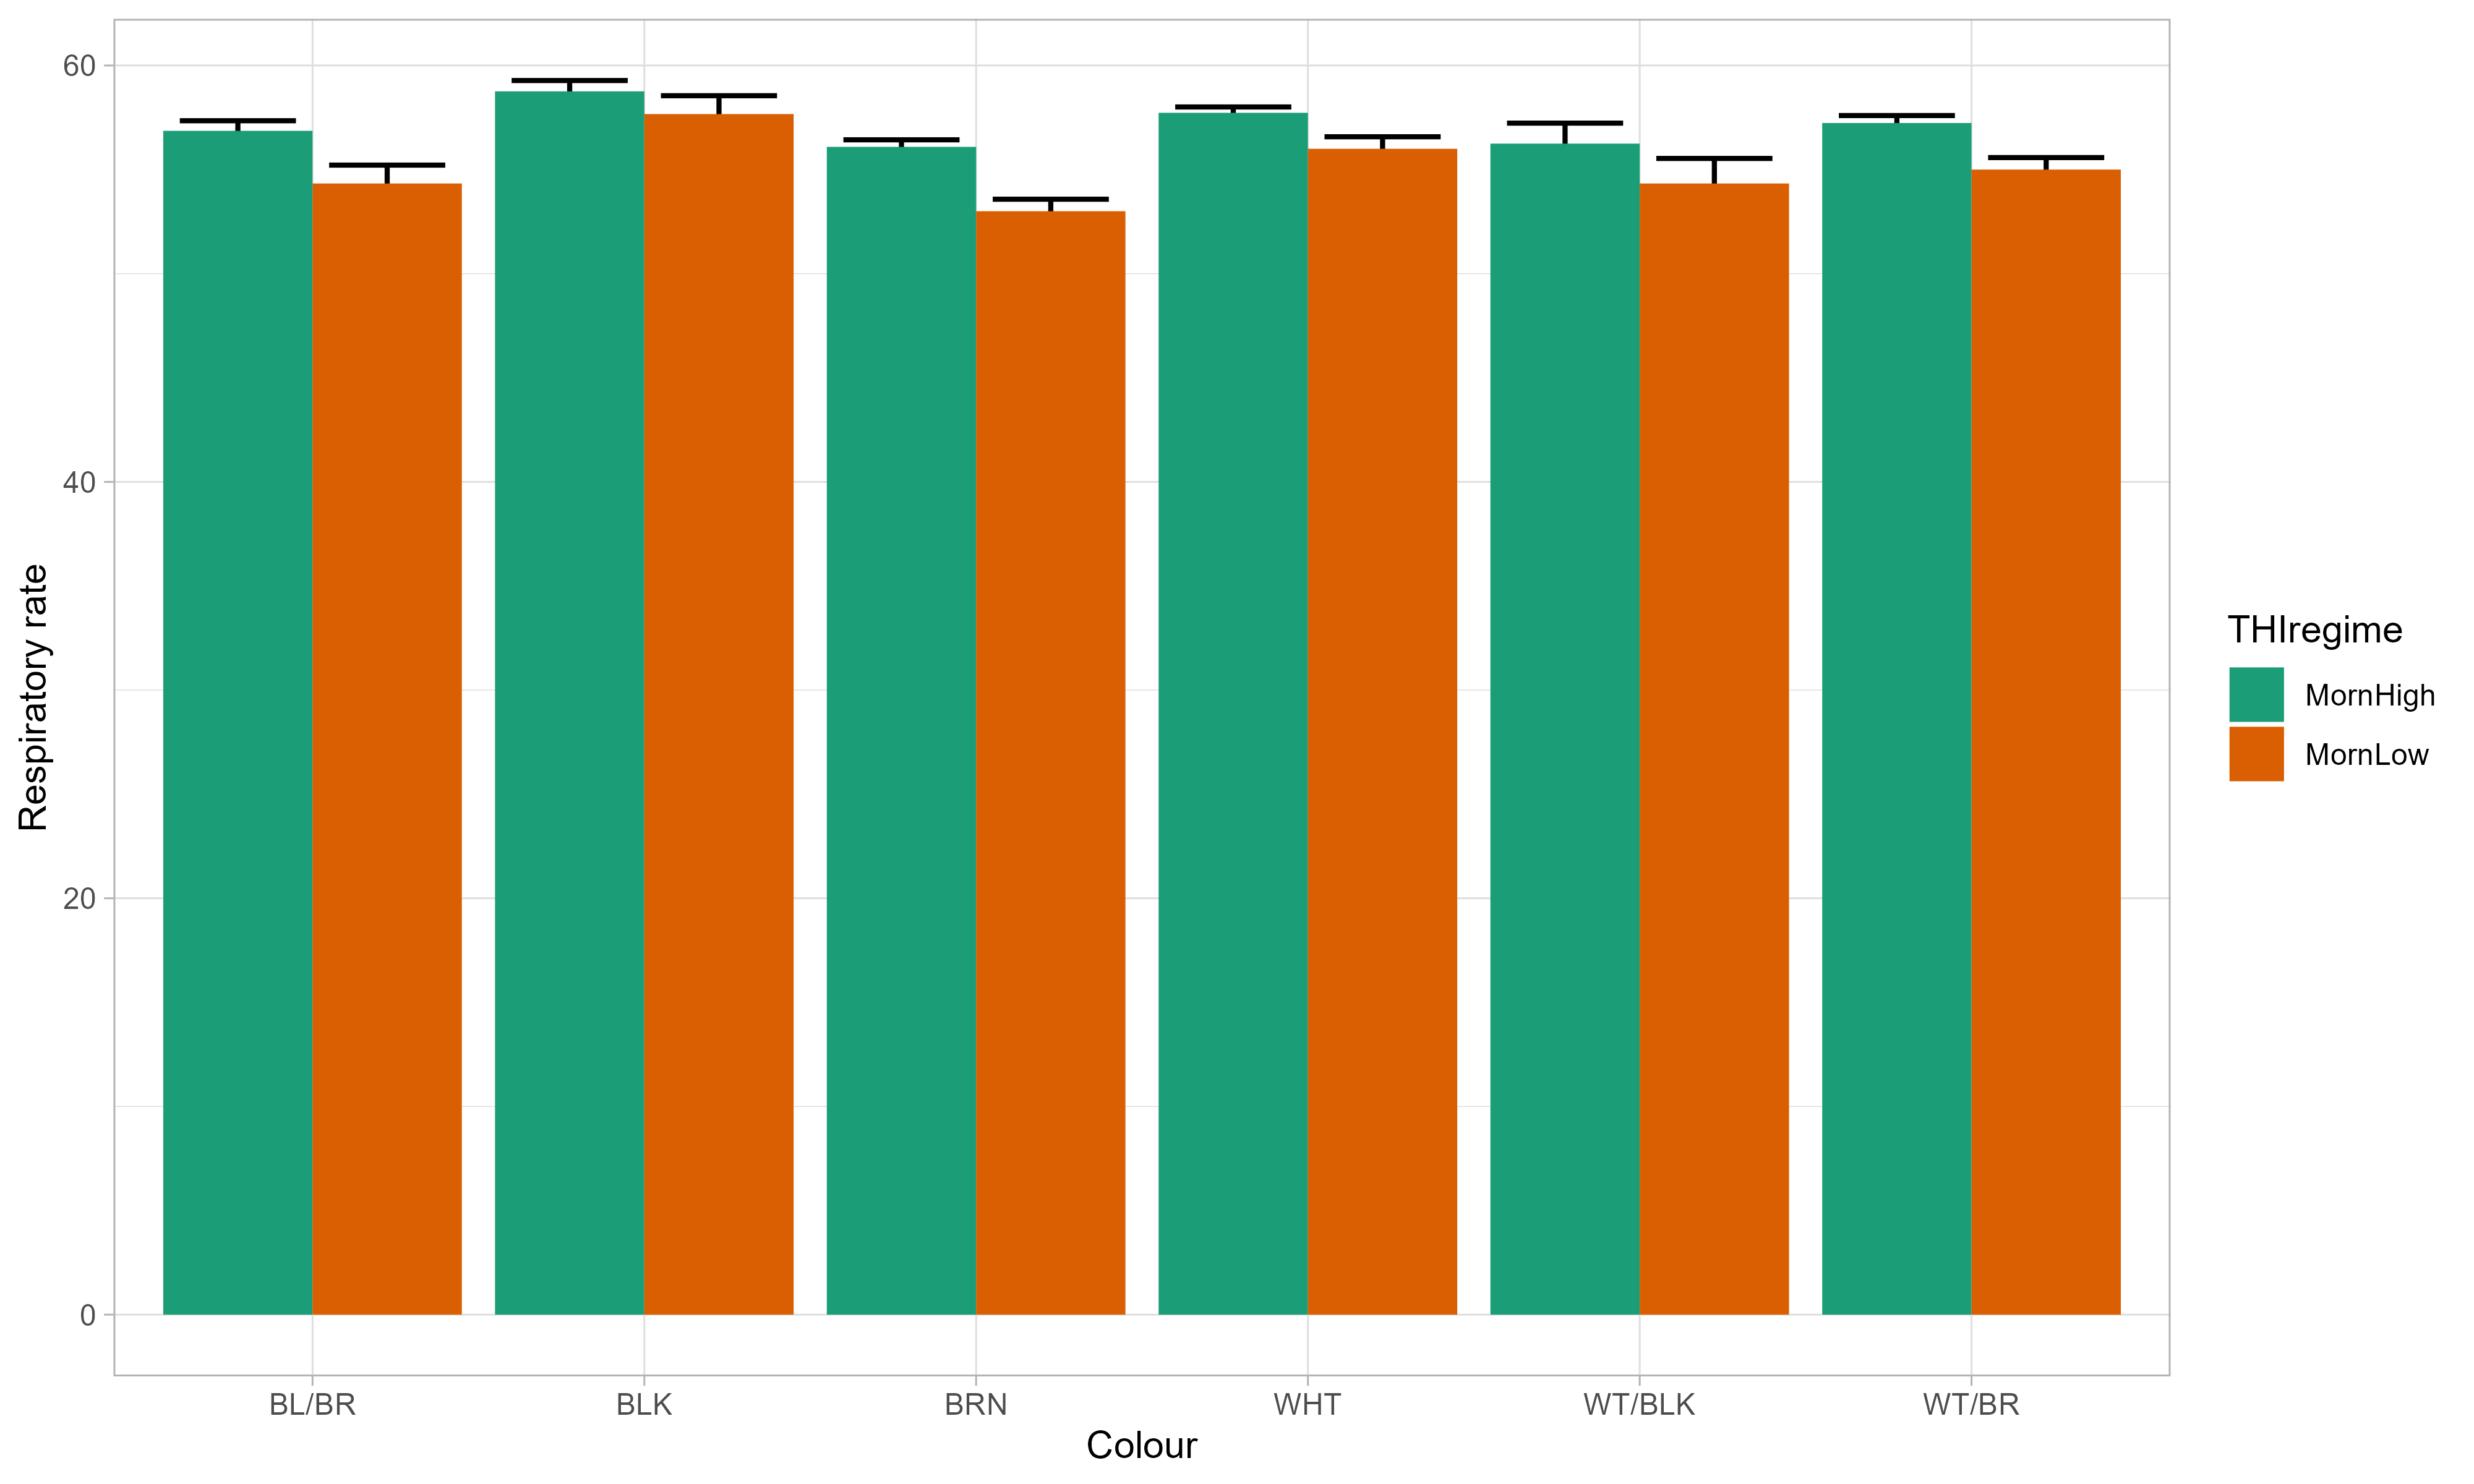 60
40
20
0
Respiratory rate
BL/BR
BLK
BRN
WHT
WT/BLK
WT/BR
Colour
THIregime
MornHigh
MornLow